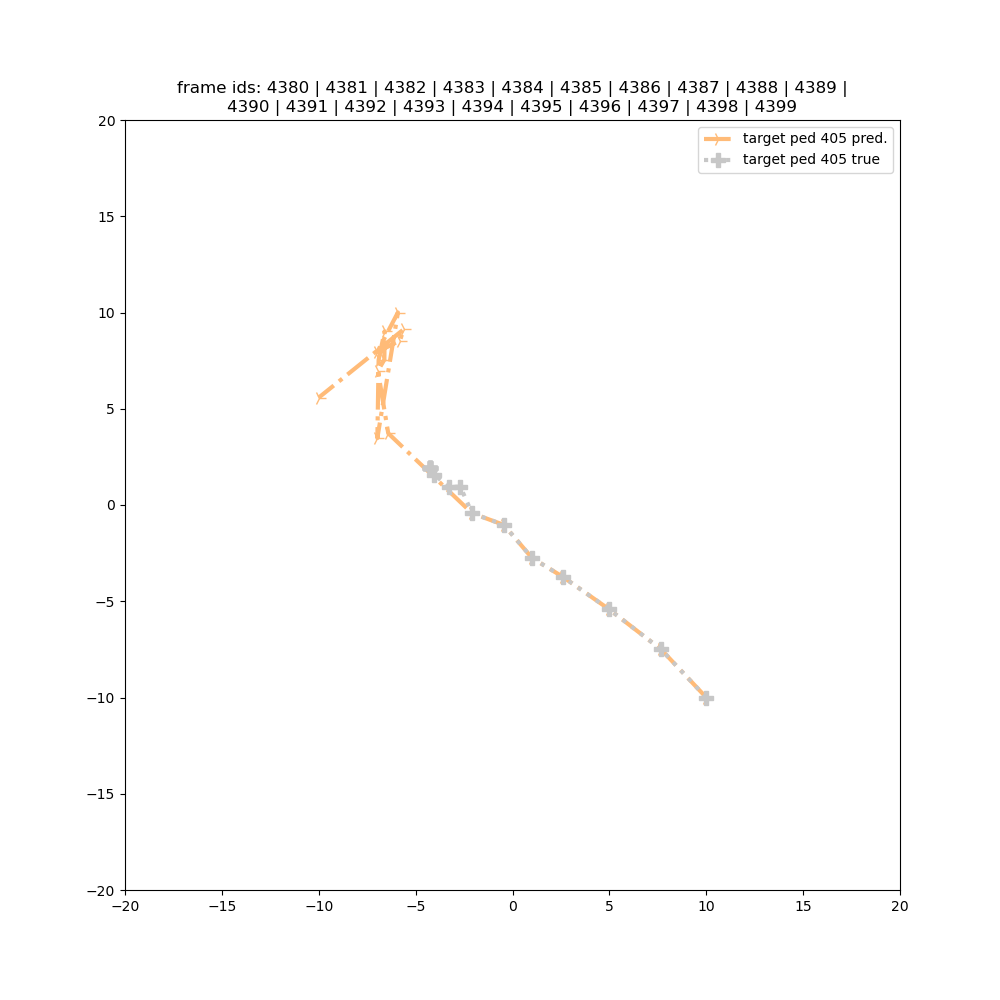 frame ids: 4380 | 4381 | 4382 | 4383 | 4384 | 4385 | 4386 | 4387 | 4388 | 4389 |
4390 | 4391 | 4392 | 4393 | 4394 | 4395 | 4396 | 4397 | 4398 | 4399
target ped 405 pred.
target ped 405 true
20
15
10
5
0
−5
−10
−15
−20
−20 −15 −10 −5 0 5 10 15 20